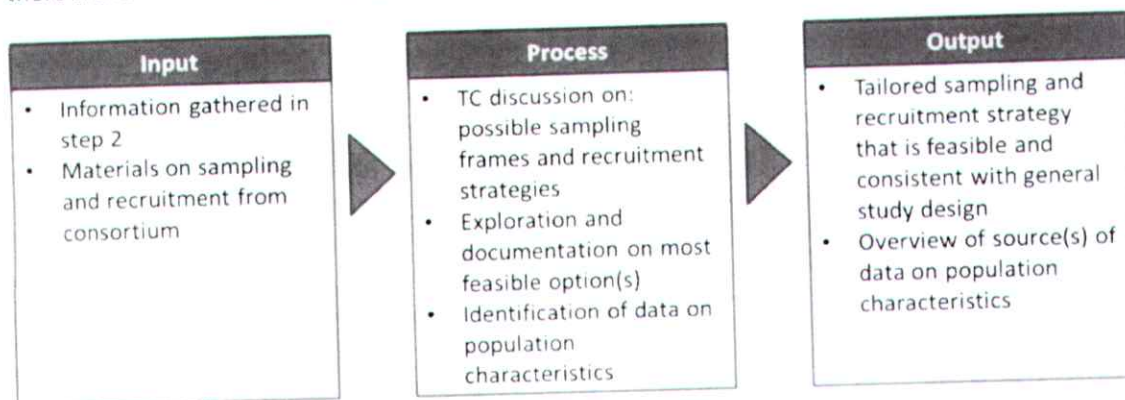 Input
• Information gathered in
step 2
• Materials on sampling
and recruitment from
consortium
Process
• TC discussion on:
possible sampling
frames and recruitment
strategies
• Exploration and
documentation on most
feasible option(s)
• Identification of data on
population
characteristics
Output
• Tailored sampling and
recruitment strategy
that is feasible and
consistent with general
study design
• Overview of source(s) of
data on population
characteristics